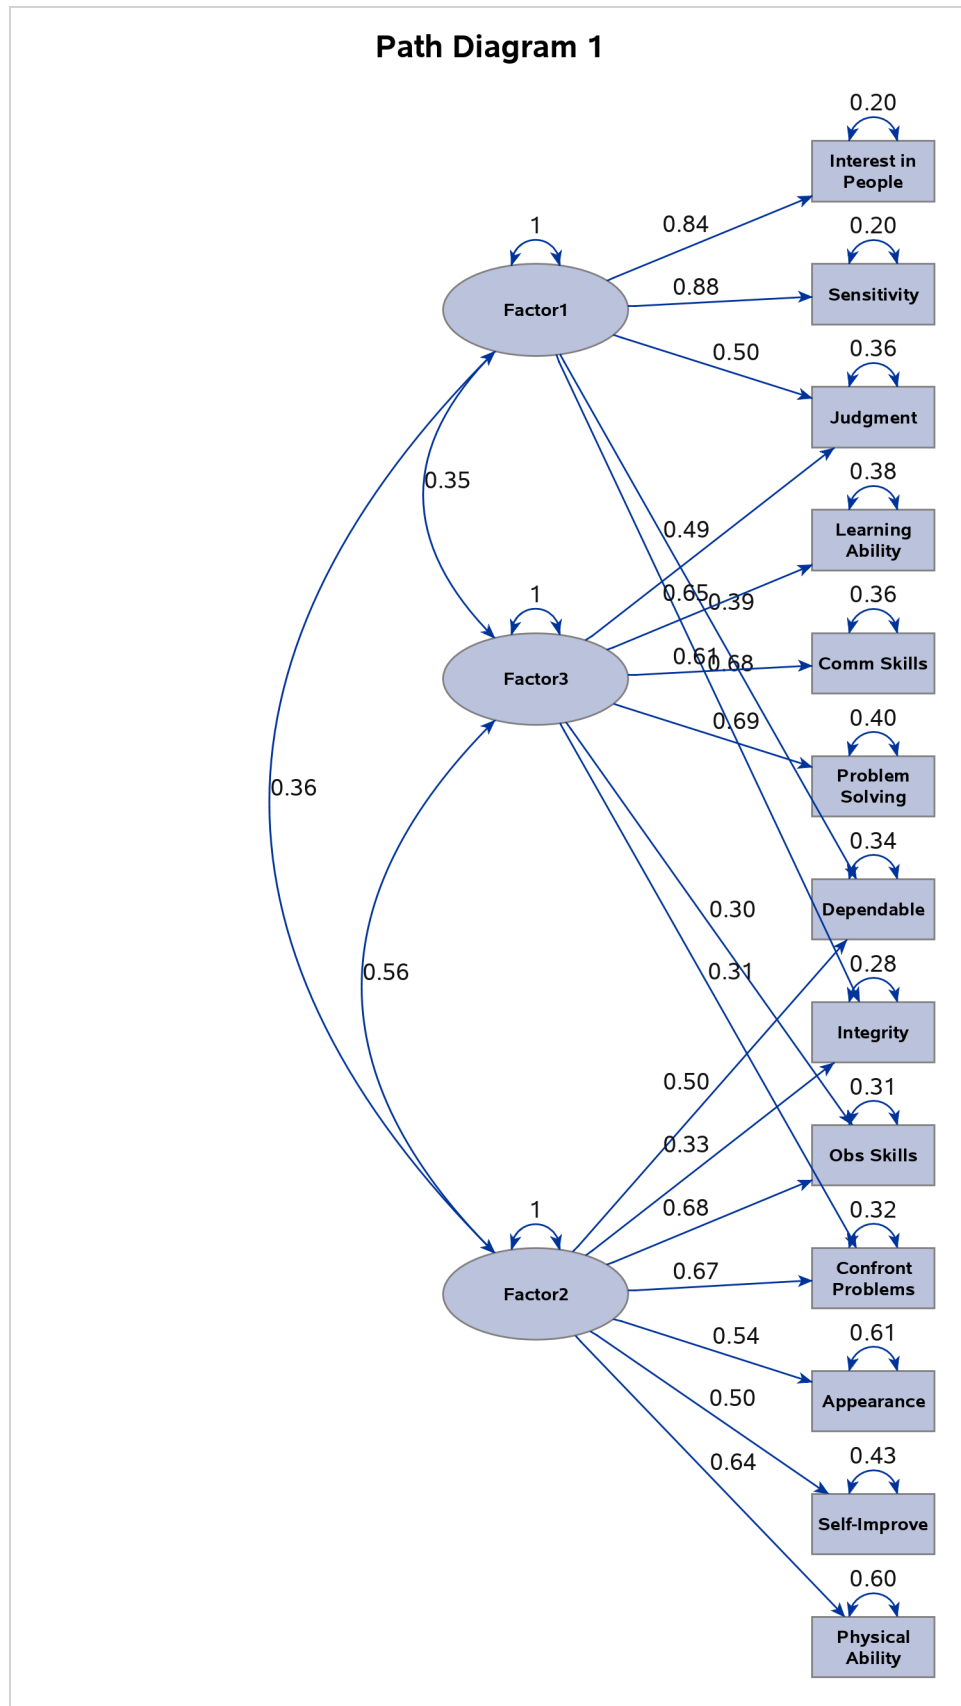 Path Diagram 1
0.20
Interest in
People
0.84
1
0.20
Factor1
0.88
Sensitivity
0.50
0.36
Judgment
0.35
0.38
0.49
Learning
Ability
1
0.65
0.39
0.36
Factor3
0.61
0.68
Comm Skills
0.69
0.40
Problem
Solving
0.36
0.34
0.30
Dependable
0.56
0.31
0.28
Integrity
0.50
0.31
0.33
Obs Skills
1
0.68
0.32
Factor2
0.67
Confront
Problems
0.54
0.61
Appearance
0.50
0.43
0.64
Self-Improve
0.60
Physical
Ability